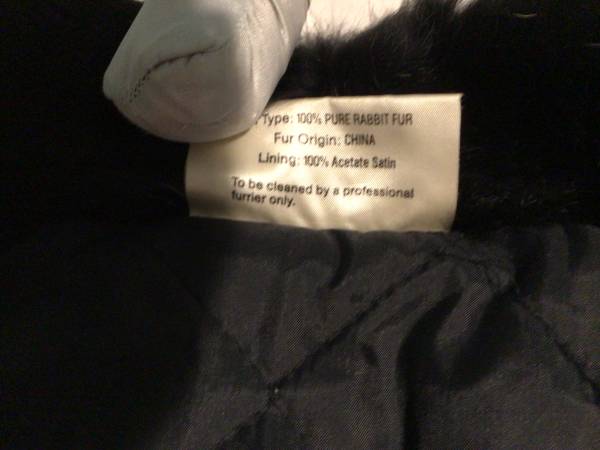 Type: 100% PURE RABBIT FUR
Fur Origin: CHINA
Lining: 100% Acetate Satin
To be cleaned by a professional
furrier only.